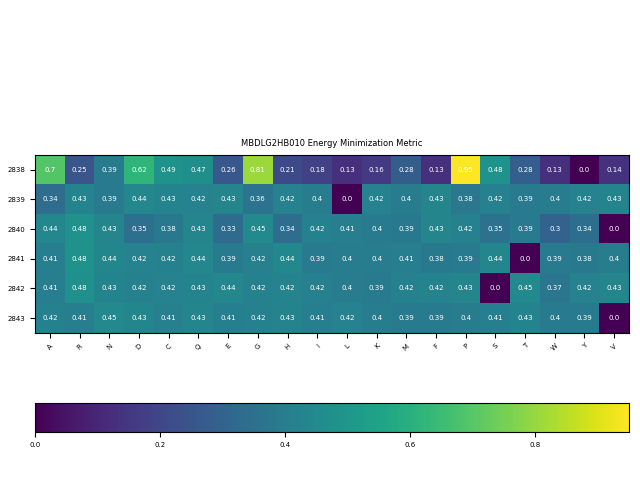 MBDLG2HB010 Energy Minimization Metric
2838 0.7 0.25 0.39 0.62 0.49 0.47 0.26 0.81 0.21 0.18 0.13 0.16 0.28 0.13 0.95 0.48 0.28 0.13 0.0 0.14
2839 0.34 0.43 0.39 0.44 0.43 0.42 0.43 0.36 0.42 0.4 0.0 0.42 0.4 0.43 0.38 0.42 0.39 0.4 0.42 0.43
2840 0.44 0.48 0.43 0.35 0.38 0.43 0.33 0.45 0.34 0.42 0.41 0.4 0.39 0.43 0.42 0.35 0.39 0.3 0.34 0.0
2841 0.41 0.48 0.44 0.42 0.42 0.44 0.39 0.42 0.44 0.39 0.4 0.4 0.41 0.38 0.39 0.44 0.0 0.39 0.38 0.4
2842 0.41 0.48 0.43 0.42 0.42 0.43 0.44 0.42 0.42 0.42 0.4 0.39 0.42 0.42 0.43 0.0 0.45 0.37 0.42 0.43
2843 0.42 0.41 0.45 0.43 0.41 0.43 0.41 0.42 0.43 0.41 0.42 0.4 0.39 0.39 0.4 0.41 0.43 0.4 0.39 0.0
A R N D C Q E G H I L K M F P S T W Y V
0.0 0.2 0.4 0.6 0.8